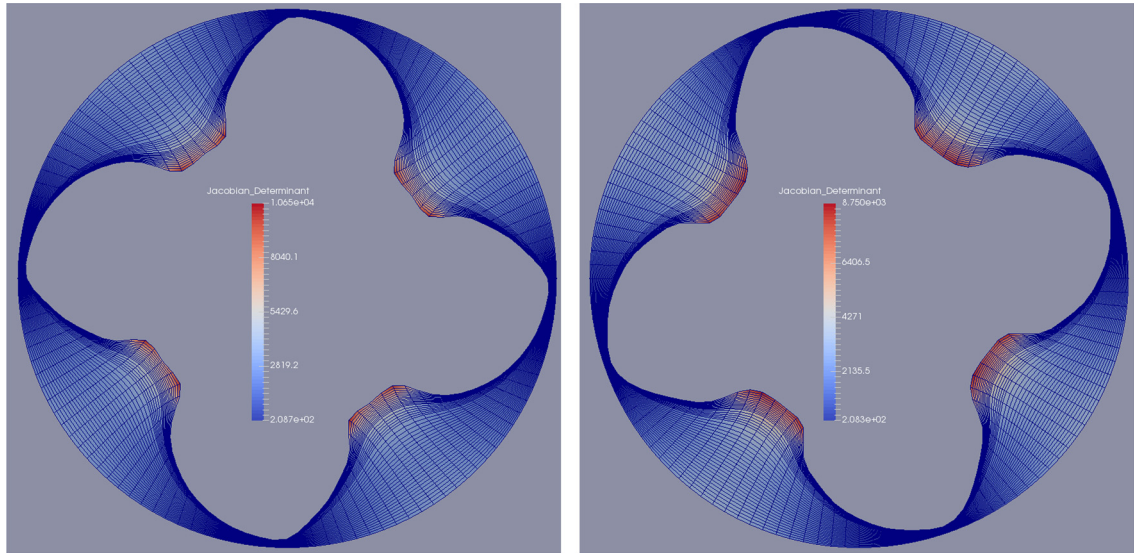 Jacobian_Determinant
1.065e+04
8040.1
5429.6
2819.2
2.087e+02
Jacobian_Determinant
8.750e+03
6406.5
4271
2135.5
2.083e+02